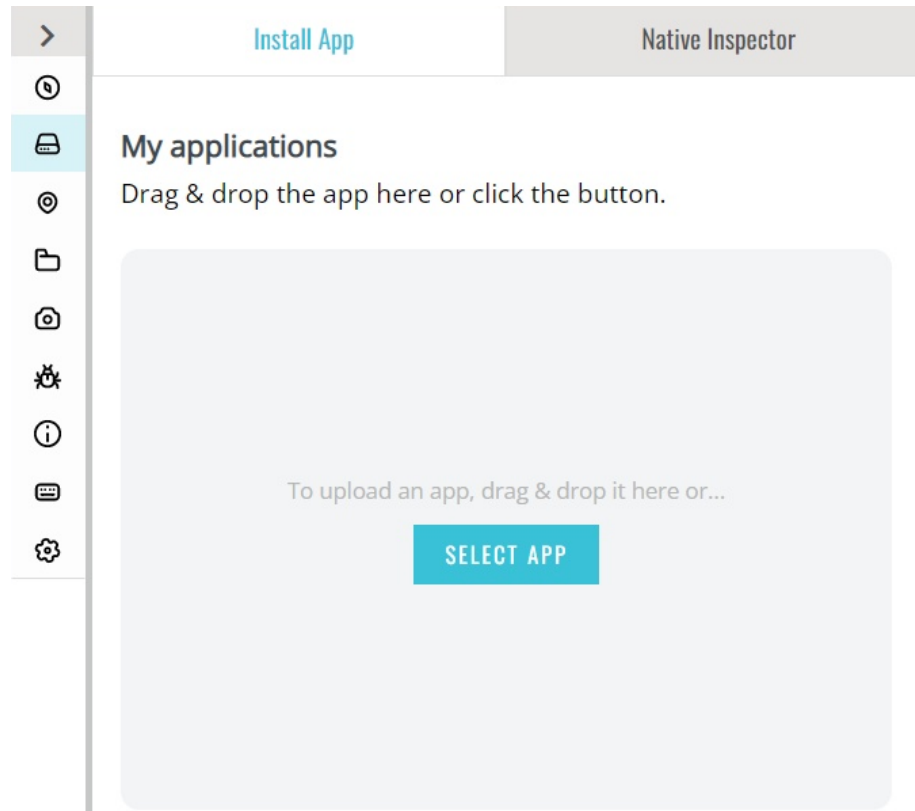 Install App
Native Inspector
My applications
Drag & drop the app here or click the button.
To upload an app, drag & drop it here or...
SELECT APP